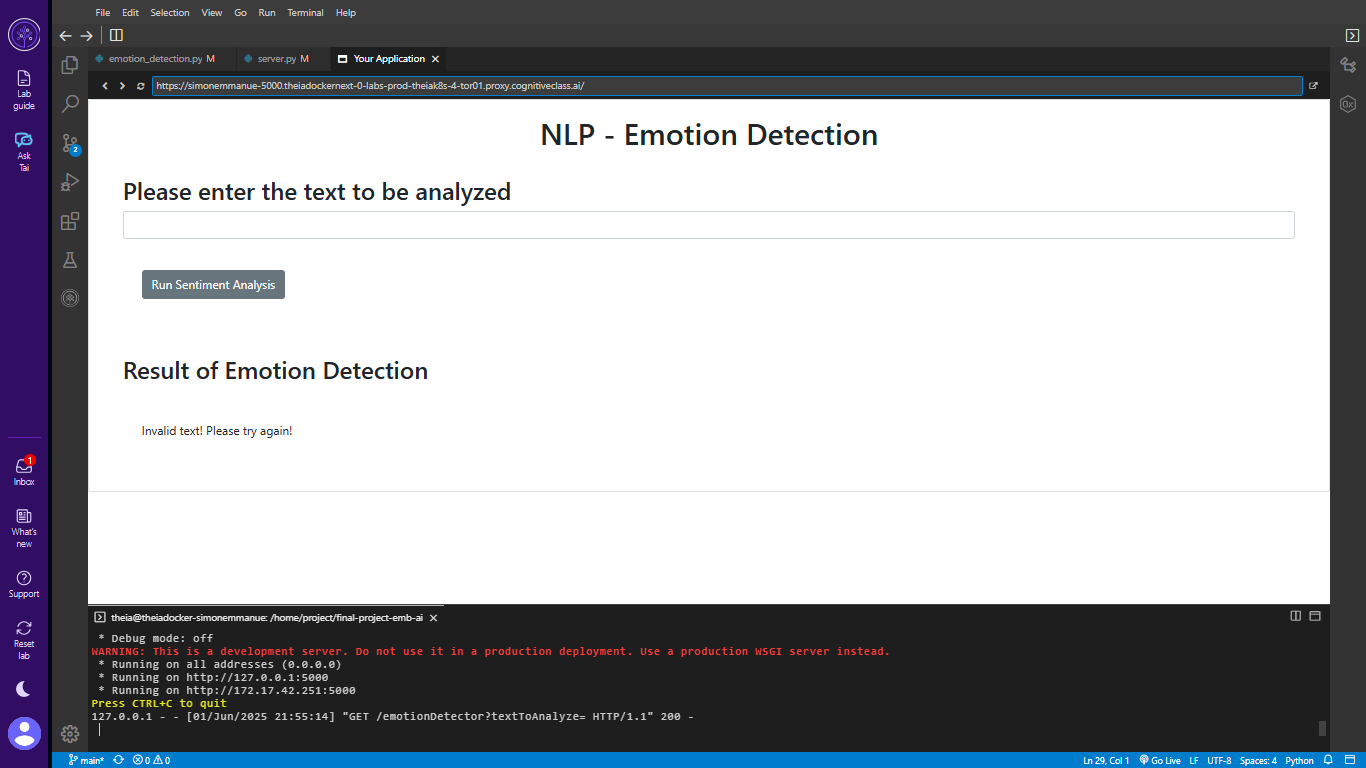 File Edit Selection View Go Run Terminal Help
emotion_detection.py M server.py M Your Application
https://simonemmanue-5000.theiadockernext-0-labs-prod-theiak8s-4-tor01.proxy.cognitiveclass.ai/
Lab
guide
Ask
Tai
2
1
Inbox
What's
new
Support
Reset
lab
0x
NLP - Emotion Detection
Please enter the text to be analyzed
Run Sentiment Analysis
Result of Emotion Detection
Invalid text! Please try again!
theia@theiadocker-simonemmanue: /home/project/final-project-emb-ai
* Debug mode: off
WARNING: This is a development server. Do not use it in a production deployment. Use a production WSGI server instead.
* Running on all addresses (0.0.0.0)
* Running on http://127.0.0.1:5000
* Running on http://172.17.42.251:5000
Press CTRL+C to quit
127.0.0.1 - - [01/Jun/2025 21:55:14] "GET /emotionDetector?textToAnalyze= HTTP/1.1" 200 -
main* 0 0 Ln 29, Col 1 Go Live LF UTF-8 Spaces: 4 Python